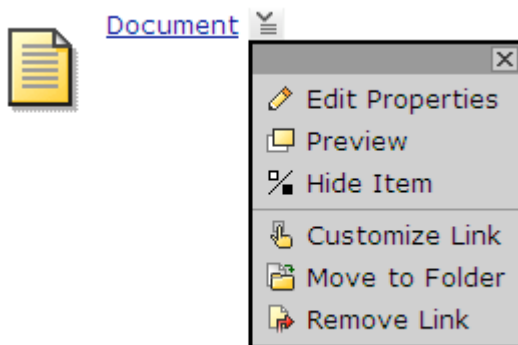 Document
Edit Properties
Preview
Hide Item
Customize Link
Move to Folder
Remove Link